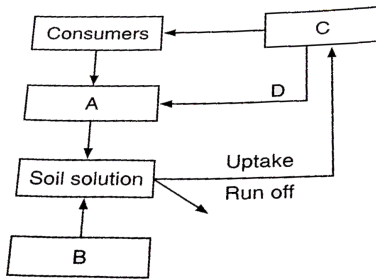 C
Consumers
A
D
Soil solution
Uptake
Run off
B